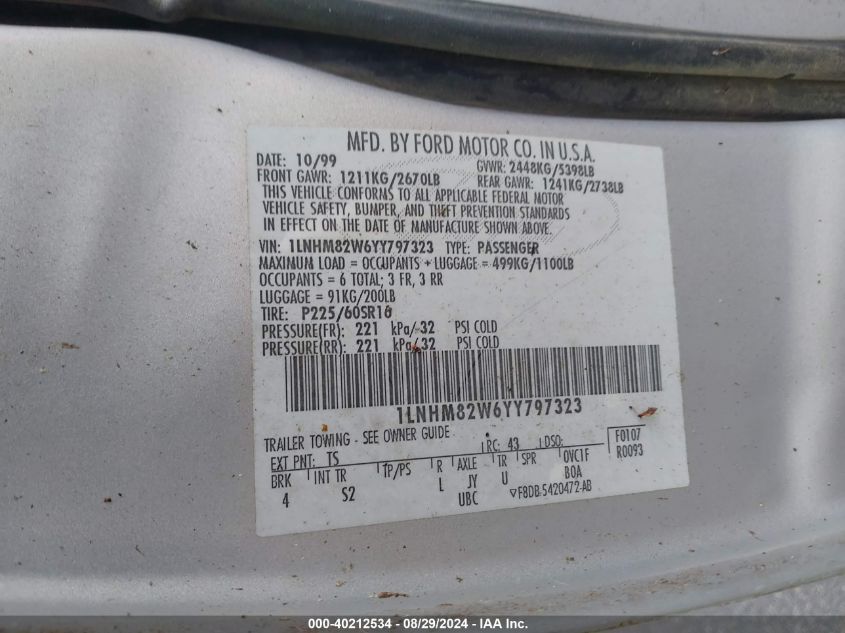 MFD. BY FORD MOTOR CO. IN U.S.A.
DATE: 10/99 GVWR: 2448KG/5398LB
FRONT GAWR: 1211KG/2670LB REAR GAWR: 1241KG/2738LB
THIS VEHICLE CONFORMS TO ALL APPLICABLE FEDERAL MOTOR
VEHICLE SAFETY, BUMPER, AND THEFT PREVENTION STANDARDS
IN EFFECT ON THE DATE OF MANUFACTURE SHOWN ABOVE.
VIN: 1LNHM82W6YY797323 TYPE: PASSENGER
MAXIMUM LOAD = OCCUPANTS + LUGGAGE = 499KG/1100LB
OCCUPANTS = 6 TOTAL; 3 FR, 3 RR
LUGGAGE = 91KG/200LB
TIRE: P225/60SR16
PRESSURE(FR): 221 kPa/32 PSI COLD
PRESSURE(RR): 221 kPa/32 PSI COLD
1LNHM82W6YY797323
TRAILER TOWING - SEE OWNER GUIDE
EXT PNT: TS RC: 43 DSO: F0107
BRK INT TR TP/PS R AXLE TR SPR OVC1F R0093
4 S2 L JY U BOA
UBC ▽F8DB-5420472-AB
000-40212534 - 08/29/2024 - IAA Inc.